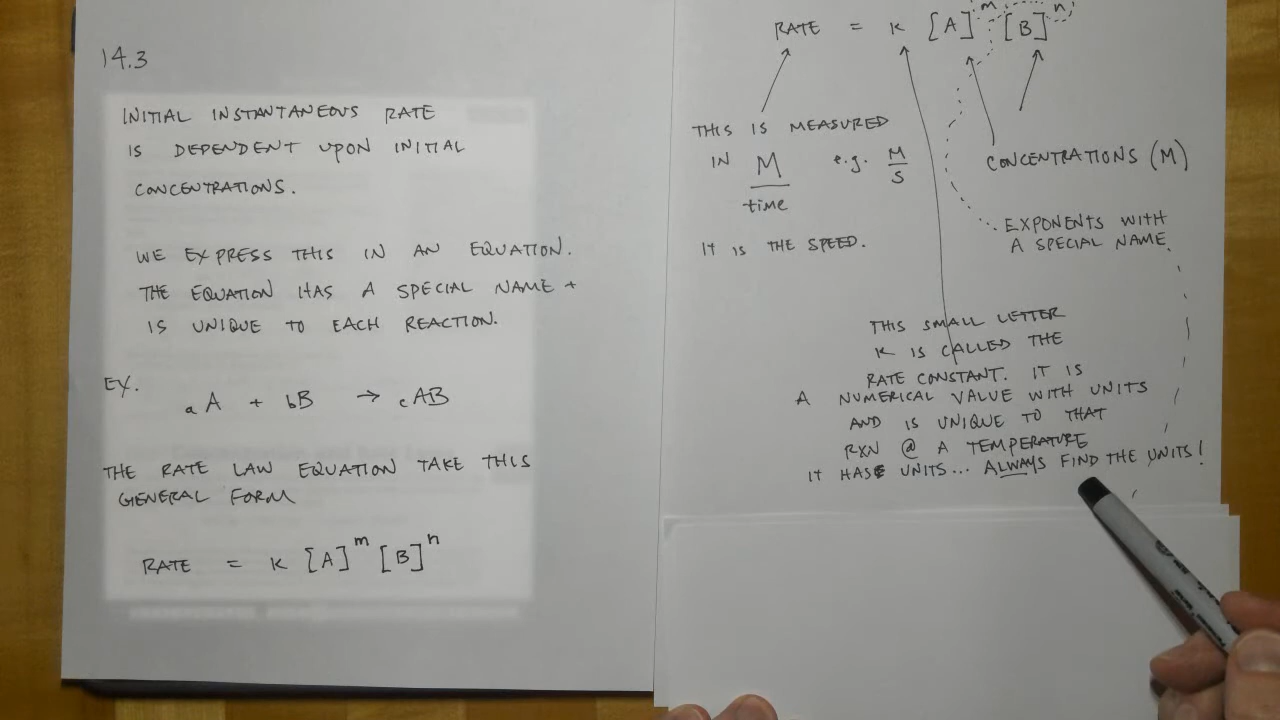 14.3
INITIAL INSTANTANEOUS RATE
IS DEPENDENT UPON INITIAL
CONCENTRATIONS.
WE EXPRESS THIS IN AN EQUATION.
THE EQUATION HAS A SPECIAL NAME +
IS UNIQUE TO EACH REACTION.
EX.
aA + bB → cAB
THE RATE LAW EQUATION TAKE THIS
GENERAL FORM
RATE = k [A]^m [B]^n
RATE = k [A]^m [B]^n
THIS IS MEASURED
IN M/time e.g. M/s
IT IS THE SPEED.
CONCENTRATIONS (M)
EXPONENTS WITH
A SPECIAL NAME.
THIS SMALL LETTER
K IS CALLED THE
RATE CONSTANT. IT IS
A NUMERICAL VALUE WITH UNITS
AND IS UNIQUE TO THAT
RXN @ A TEMPERATURE
IT HAS UNITS... ALWAYS FIND THE UNITS!